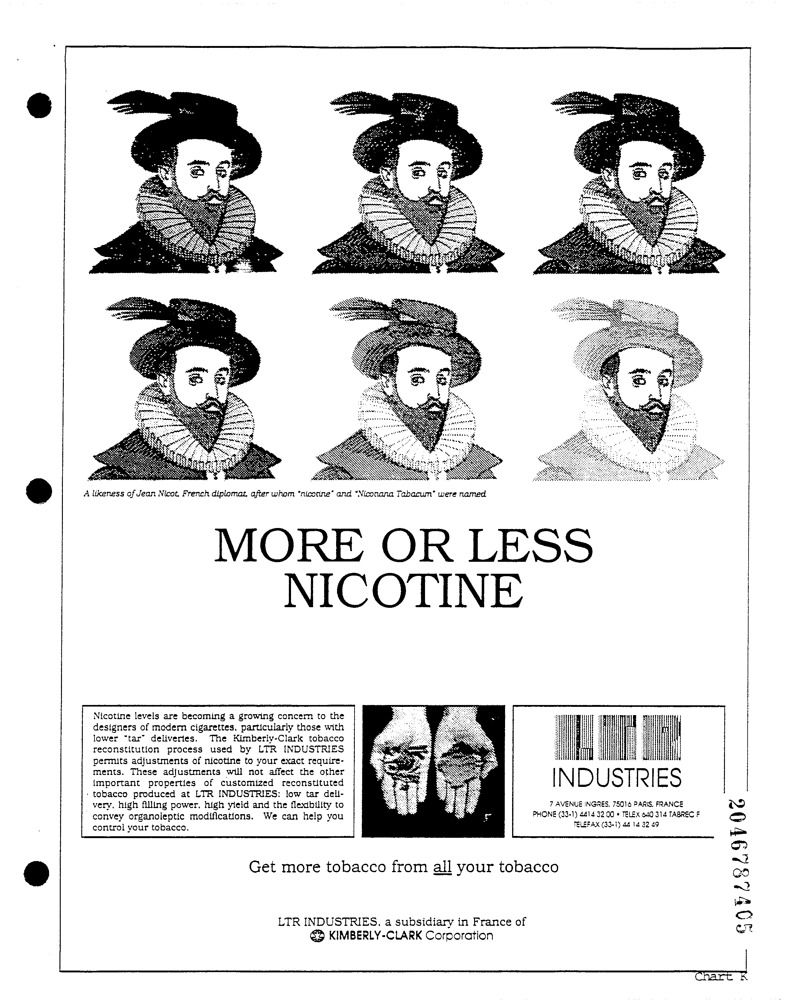 A likeness of Jean Nicot, French diplomat, after whom "nicotine" and "Niconana Tabacum" were named
MORE OR LESS
NICOTINE
Nicotine levels are becoming a growing concern to the
designers of modern cigarettes, particularly those with
lower "tar" deliveries. The Kimberly-Clark tobacco
reconstitution process used by LTR INDUSTRIES
permits adjustments of nicotine to your exact require-
ments. These adjustments will not affect the other
important properties of customized reconstituted
tobacco produced at LTR INDUSTRIES: low tar deli-
very, high filling power, high yield and the flexibility to
convey organoleptic modifications. We can help you
control your tobacco.
LTR
INDUSTRIES
7 AVENUE INGRES, 75016 PARIS, FRANCE
PHONE (33-1) 4414 32 00 • TELEX 640 314 TABREC F
TELEFAX (33-1) 44 14 32 49
Get more tobacco from all your tobacco
LTR INDUSTRIES, a subsidiary in France of
KIMBERLY-CLARK Corporation
2046787405
Chart K